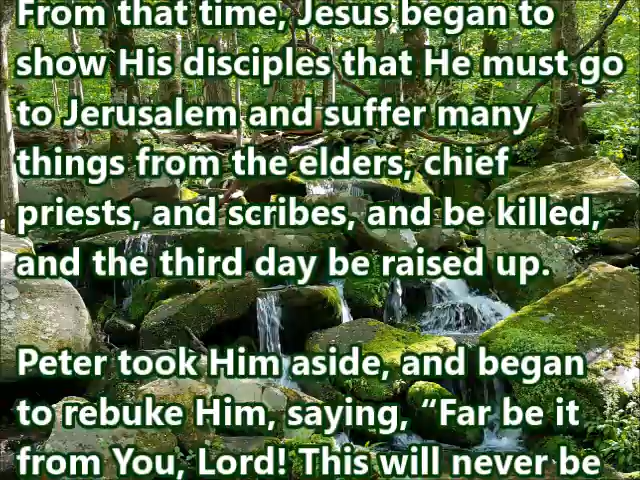 From that time, Jesus began to
show His disciples that He must go
to Jerusalem and suffer many
things from the elders, chief
priests, and scribes, and be killed,
and the third day be raised up.
Peter took Him aside, and began
to rebuke Him, saying, “Far be it
from You, Lord! This will never be